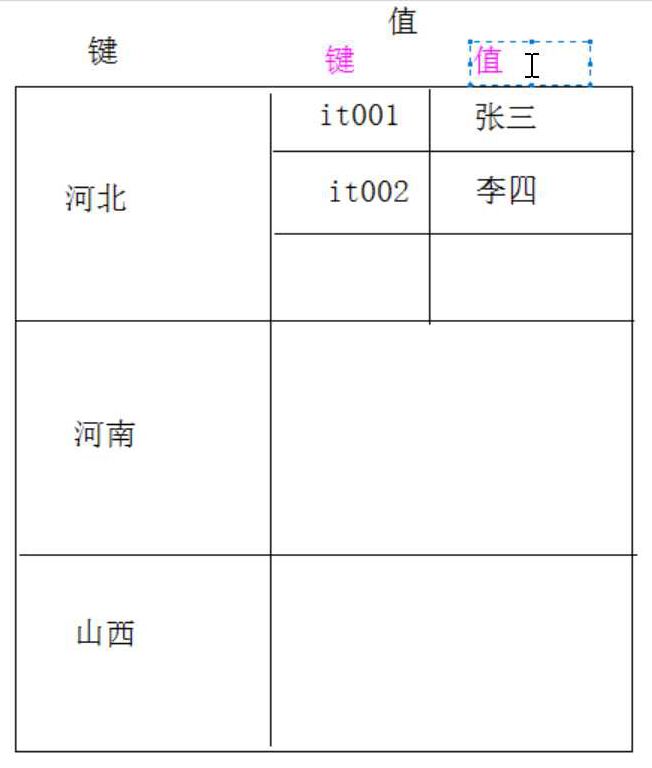 值
键 键 值
it001 张三
河北 it002 李四
河南
山西